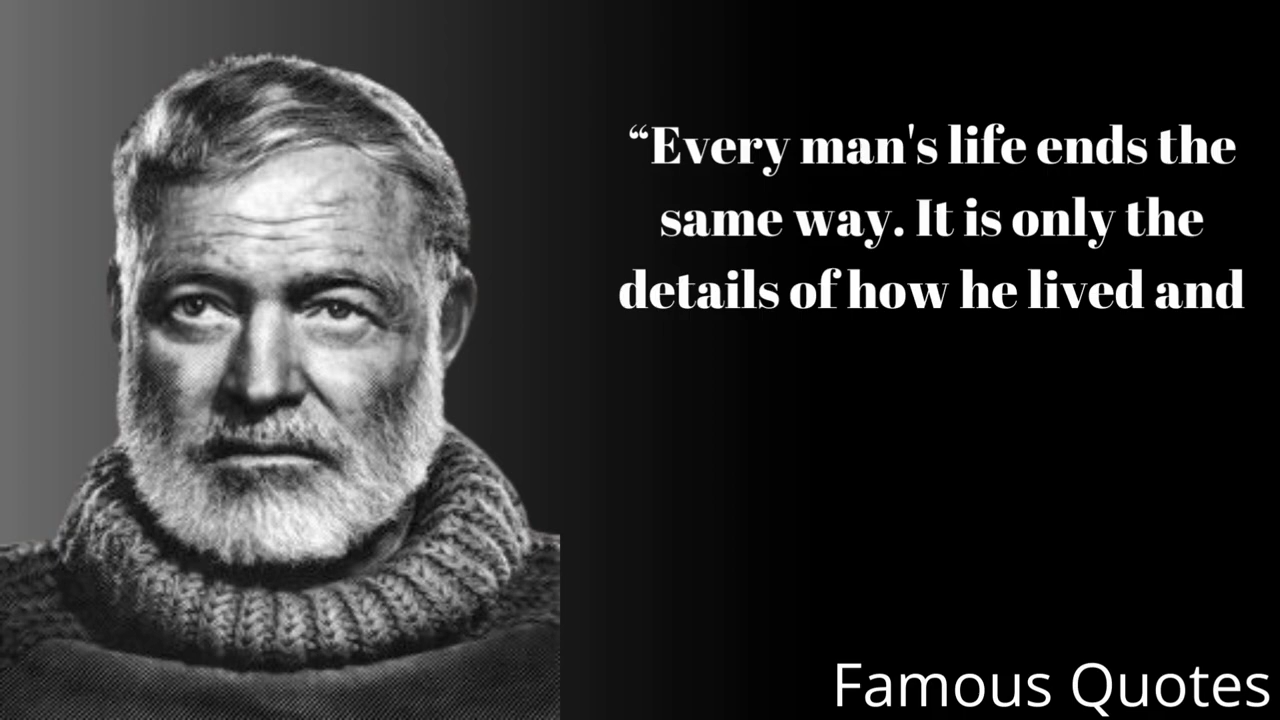 “Every man's life ends the
same way. It is only the
details of how he lived and
Famous Quotes